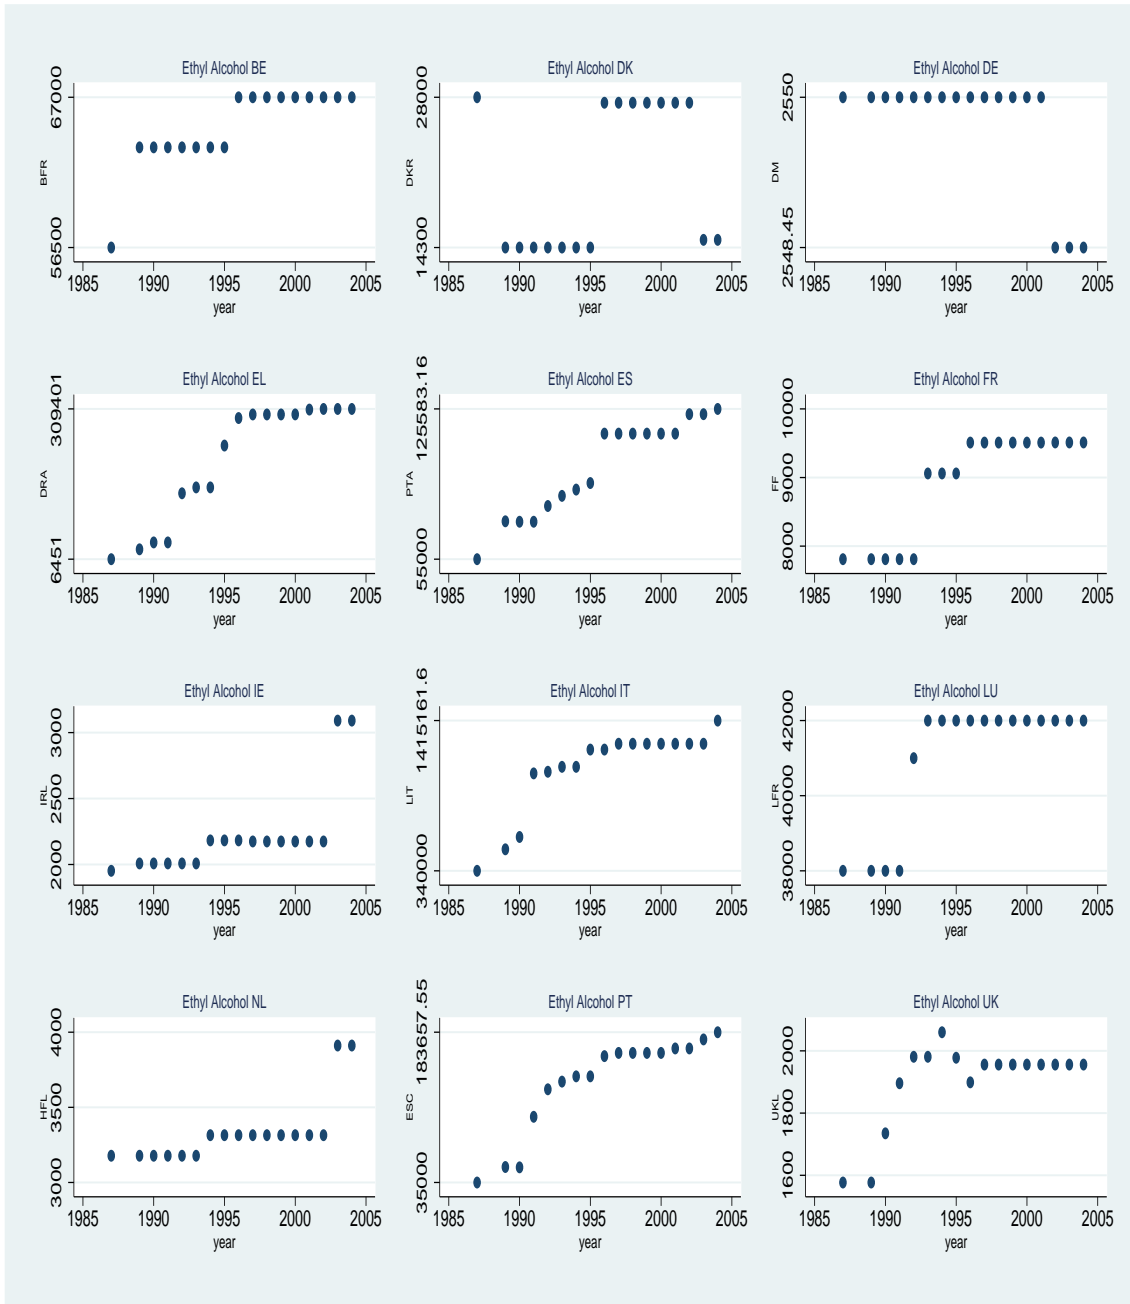 Ethyl Alcohol BE
67000
BFR
56500
1985 1990 1995 2000 2005
year
Ethyl Alcohol DK
28000
DKR
14300
1985 1990 1995 2000 2005
year
Ethyl Alcohol DE
2550
DM
2548.45
1985 1990 1995 2000 2005
year
Ethyl Alcohol EL
309401
DRA
6451
1985 1990 1995 2000 2005
year
Ethyl Alcohol ES
125583.16
PTA
55000
1985 1990 1995 2000 2005
year
Ethyl Alcohol FR
10000
9000
FF
8000
1985 1990 1995 2000 2005
year
Ethyl Alcohol IE
3000
2500
IRL
2000
1985 1990 1995 2000 2005
year
Ethyl Alcohol IT
1415161.6
LIT
340000
1985 1990 1995 2000 2005
year
Ethyl Alcohol LU
42000
40000
LFR
38000
1985 1990 1995 2000 2005
year
Ethyl Alcohol NL
4000
3500
HFL
3000
1985 1990 1995 2000 2005
year
Ethyl Alcohol PT
183657.55
ESC
35000
1985 1990 1995 2000 2005
year
Ethyl Alcohol UK
2000
1800
UKL
1600
1985 1990 1995 2000 2005
year